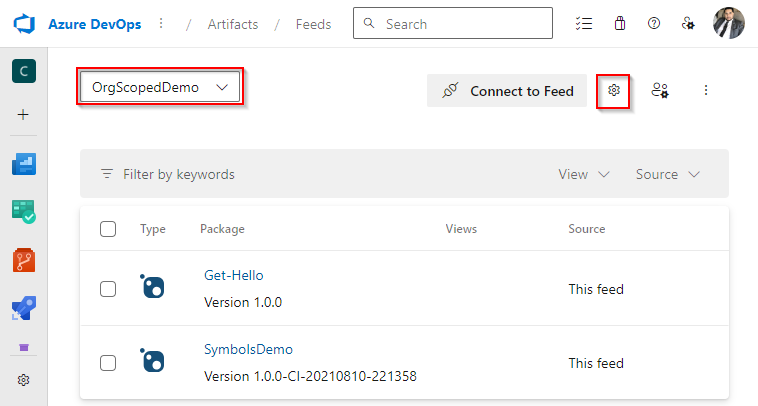 Azure DevOps / Artifacts / Feeds Search
C
OrgScopedDemo Connect to Feed
Filter by keywords View Source
Type Package Views Source
Get-Hello
Version 1.0.0 This feed
SymbolsDemo
Version 1.0.0-CI-20210810-221358 This feed